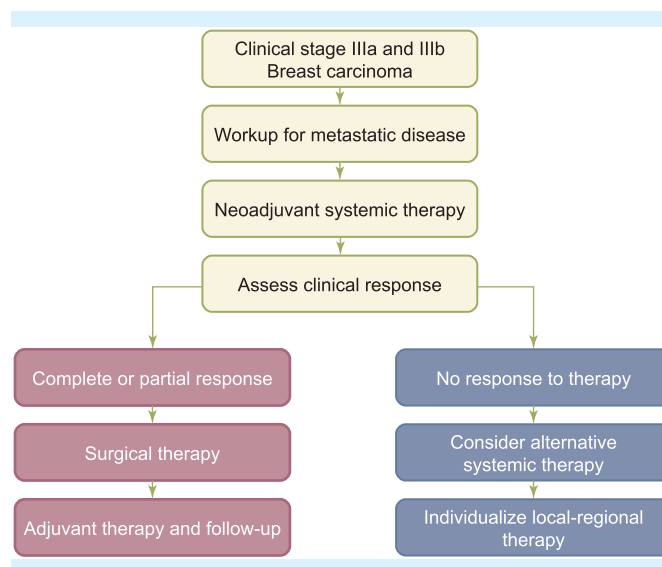 Clinical stage IIIa and IIIb
Breast carcinoma
Workup for metastatic disease
Neoadjuvant systemic therapy
Assess clinical response
Complete or partial response
Surgical therapy
Adjuvant therapy and follow-up
No response to therapy
Consider alternative
systemic therapy
Individualize local-regional
therapy